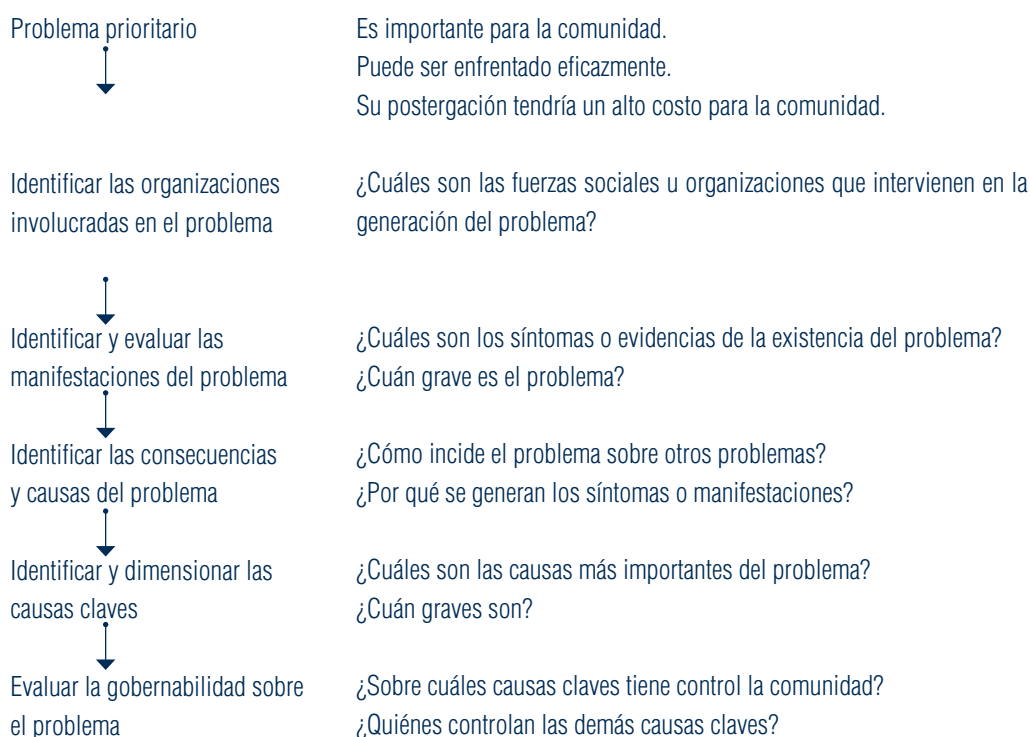 Problema prioritario
Es importante para la comunidad.
Puede ser enfrentado eficazmente.
Su postergación tendría un alto costo para la comunidad.
Identificar las organizaciones
involucradas en el problema
¿Cuáles son las fuerzas sociales u organizaciones que intervienen en la
generación del problema?
Identificar y evaluar las
manifestaciones del problema
¿Cuáles son los síntomas o evidencias de la existencia del problema?
¿Cuán grave es el problema?
Identificar las consecuencias
y causas del problema
¿Cómo incide el problema sobre otros problemas?
¿Por qué se generan los síntomas o manifestaciones?
Identificar y dimensionar las
causas claves
¿Cuáles son las causas más importantes del problema?
¿Cuán graves son?
Evaluar la gobernabilidad sobre
el problema
¿Sobre cuáles causas claves tiene control la comunidad?
¿Quiénes controlan las demás causas claves?